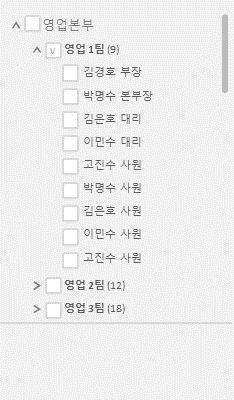 영업본부
v 영업 1팀 (9)
김경호 부장
박명수 본부장
김은호 대리
이민수 대리
고진수 사원
박명수 사원
김은호 사원
이민수 사원
고진수 사원
영업 2팀 (12)
영업 3팀 (18)